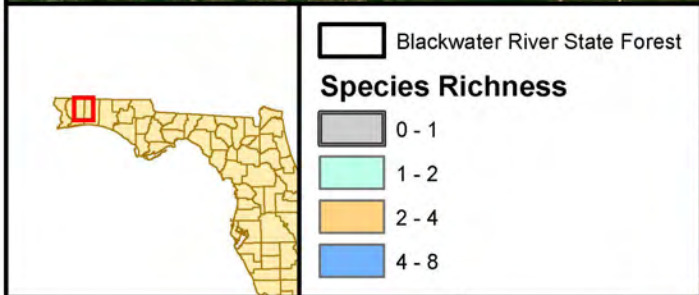 Blackwater River State Forest
Species Richness
0 - 1
1 - 2
2 - 4
4 - 8